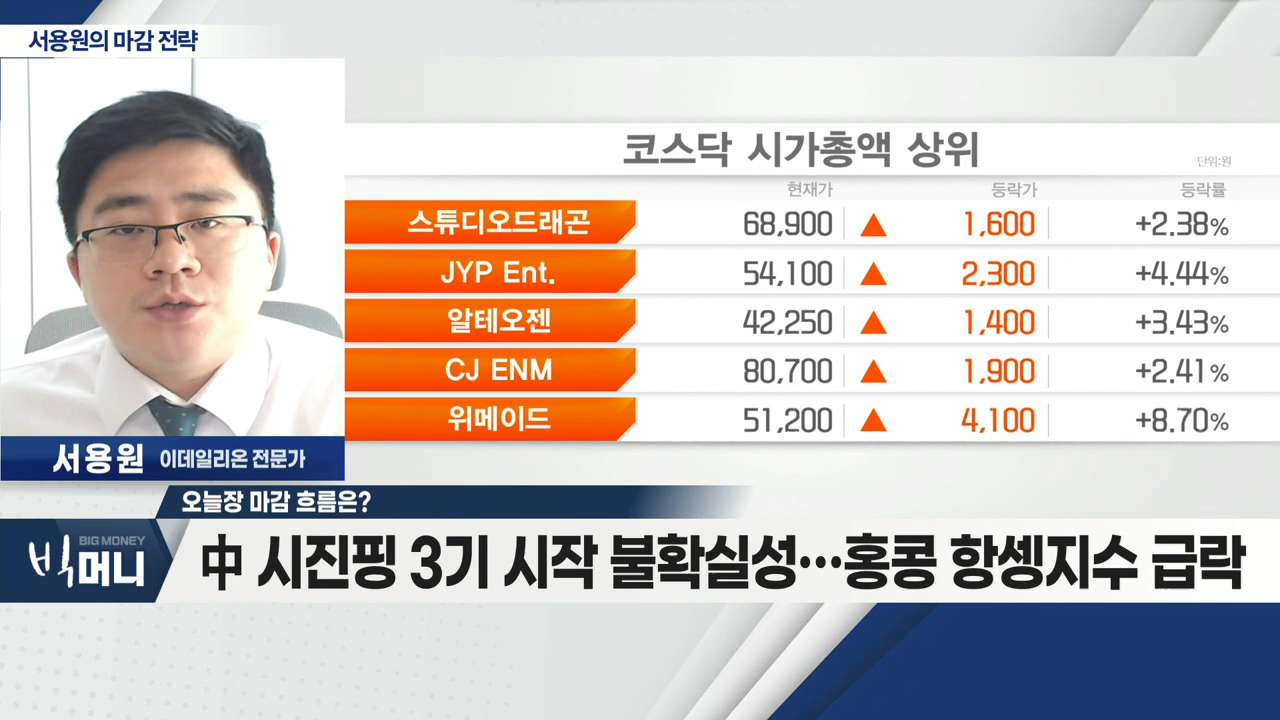 서용원의 마감 전략
코스닥 시가총액 상위
단위:원
현재가 등락가 등락률
스튜디오드래곤 68,900 ▲ 1,600 +2.38%
JYP Ent. 54,100 ▲ 2,300 +4.44%
알테오젠 42,250 ▲ 1,400 +3.43%
CJ ENM 80,700 ▲ 1,900 +2.41%
위메이드 51,200 ▲ 4,100 +8.70%
서용원 이데일리온 전문가
오늘장 마감 흐름은?
BIG MONEY
빅머니
中 시진핑 3기 시작 불확실성…홍콩 항셍지수 급락